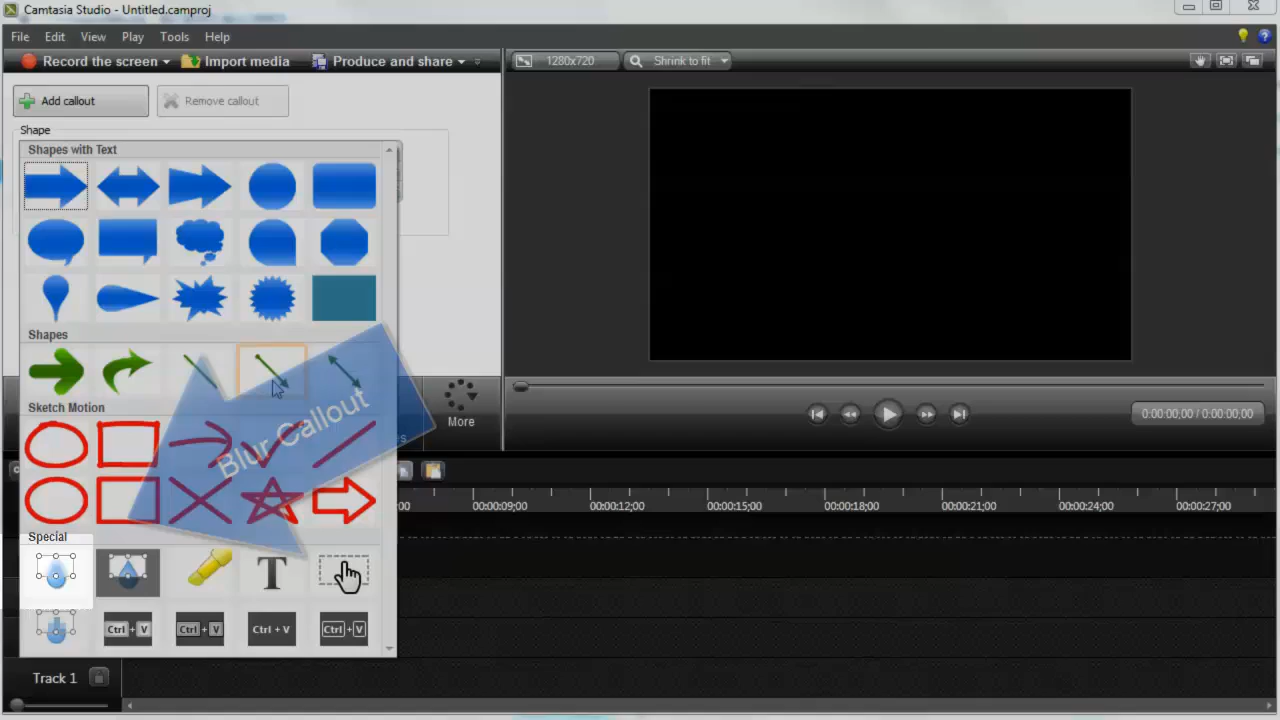 Camtasia Studio - Untitled.camproj
File Edit View Play Tools Help
Record the screen Import media Produce and share
1280x720 Shrink to fit
Add callout Remove callout
Shape
Shapes with Text
Shapes
Sketch Motion
Blur Callout
More
0:00:00,00 / 0:00:00,00
00:00:09;00 00:00:12;00 00:00:15;00 00:00:18;00 00:00:21;00 00:00:24;00 00:00:27;00
Special
T
Ctrl + V Ctrl + V Ctrl + V Ctrl + V
Track 1